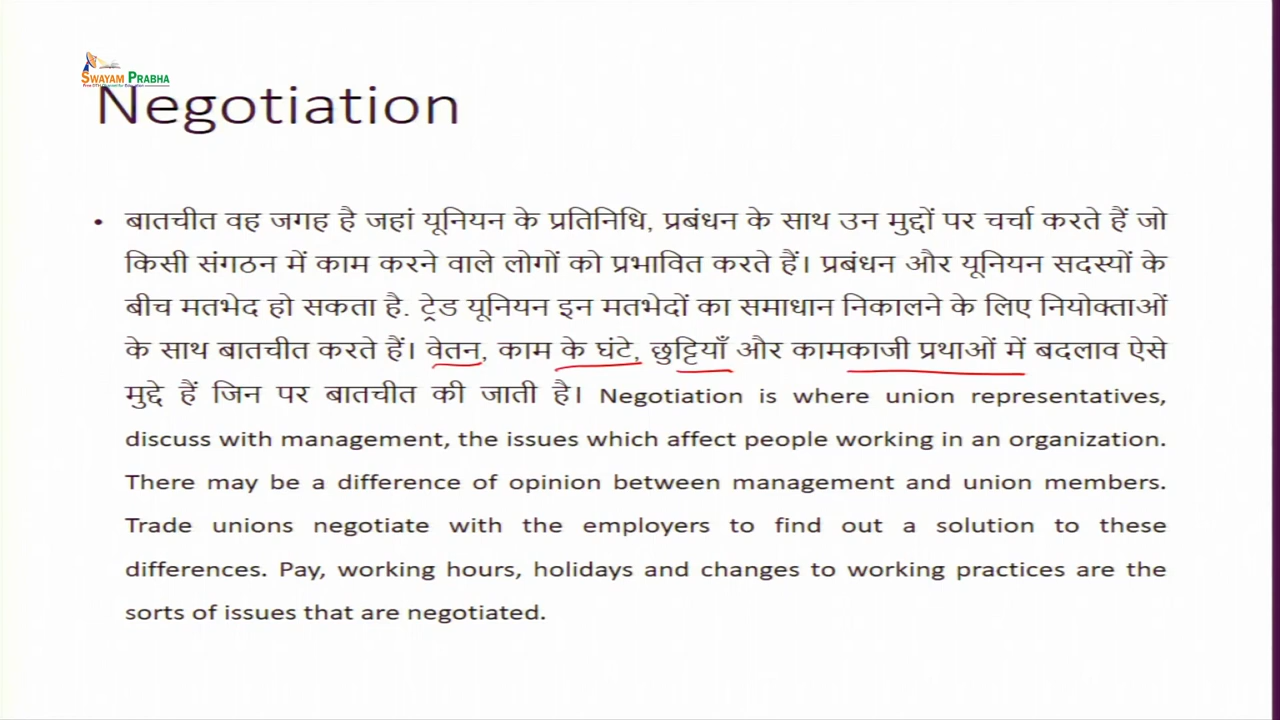 SWAYAM PRABHA
Negotiation
• बातचीत वह जगह है जहां यूनियन के प्रतिनिधि, प्रबंधन के साथ उन मुद्दों पर चर्चा करते हैं जो
किसी संगठन में काम करने वाले लोगों को प्रभावित करते हैं। प्रबंधन और यूनियन सदस्यों के
बीच मतभेद हो सकता है. ट्रेड यूनियन इन मतभेदों का समाधान निकालने के लिए नियोक्ताओं
के साथ बातचीत करते हैं। वेतन, काम के घंटे, छुट्टियाँ और कामकाजी प्रथाओं में बदलाव ऐसे
मुद्दे हैं जिन पर बातचीत की जाती है। Negotiation is where union representatives,
discuss with management, the issues which affect people working in an organization.
There may be a difference of opinion between management and union members.
Trade unions negotiate with the employers to find out a solution to these
differences. Pay, working hours, holidays and changes to working practices are the
sorts of issues that are negotiated.